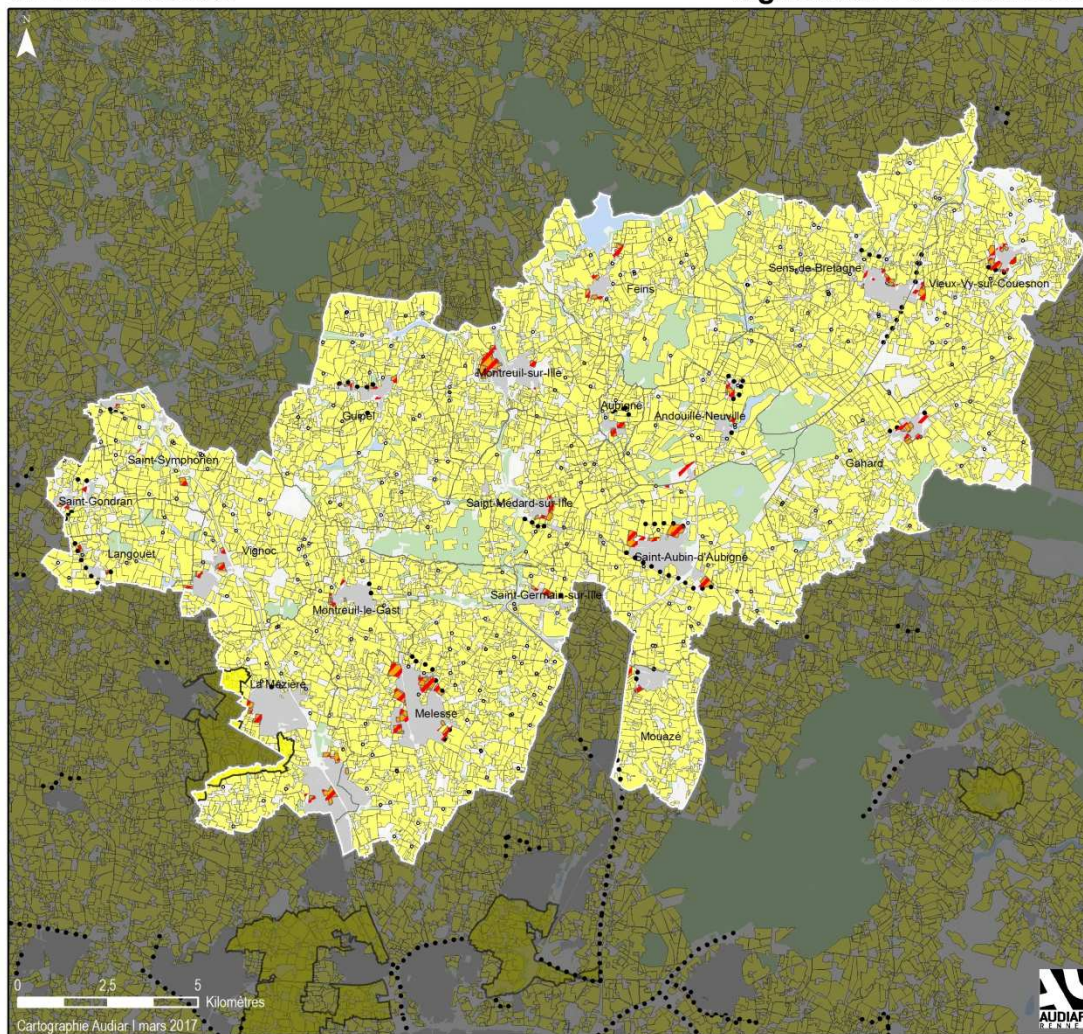 N
Sens-de-Bretagne
Vieux-Vy-sur-Couesnon
Feins
Montreuil-sur-Ille
Guipel
Aubigné
Andouillé-Neuville
Gahard
Saint-Symphorien
Saint-Gondran
Saint-Médard-sur-Ille
Langouet
Vignoc
Saint-Aubin-d'Aubigné
Montreuil-le-Gast
Saint-Germain-sur-Ille
La Mézière
Melesse
Mouazé
0 2,5 5
Kilomètres
Cartographie Audiar I mars 2017
AUDIAR
RENNES